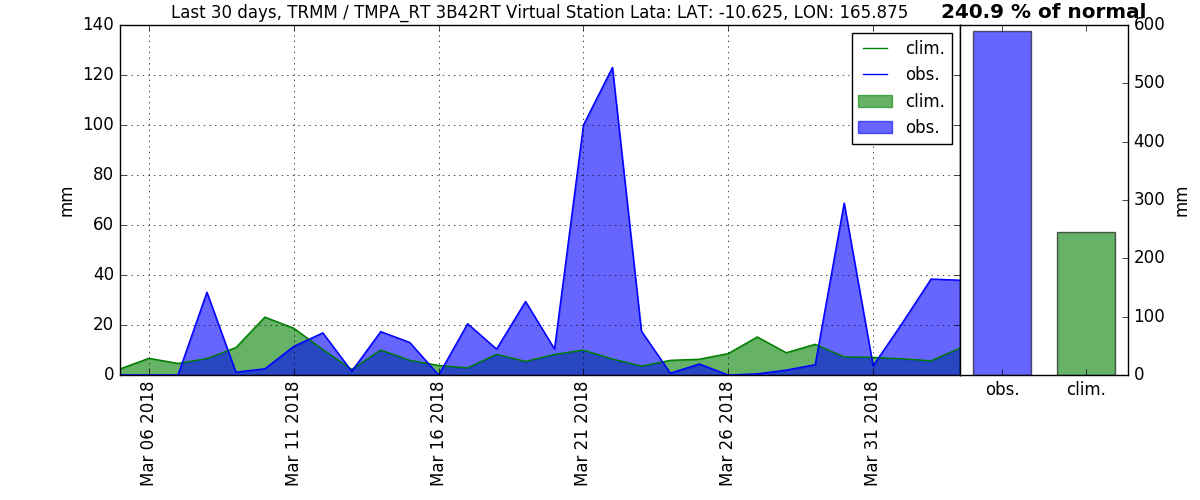 Last 30 days, TRMM / TMPA_RT 3B42RT Virtual Station Lata: LAT: -10.625, LON: 165.875
240.9 % of normal
140
120
100
80
60
40
20
0
mm
clim.
obs.
clim.
obs.
Mar 06 2018
Mar 11 2018
Mar 16 2018
Mar 21 2018
Mar 26 2018
Mar 31 2018
600
500
400
300
200
100
0
mm
obs.
clim.